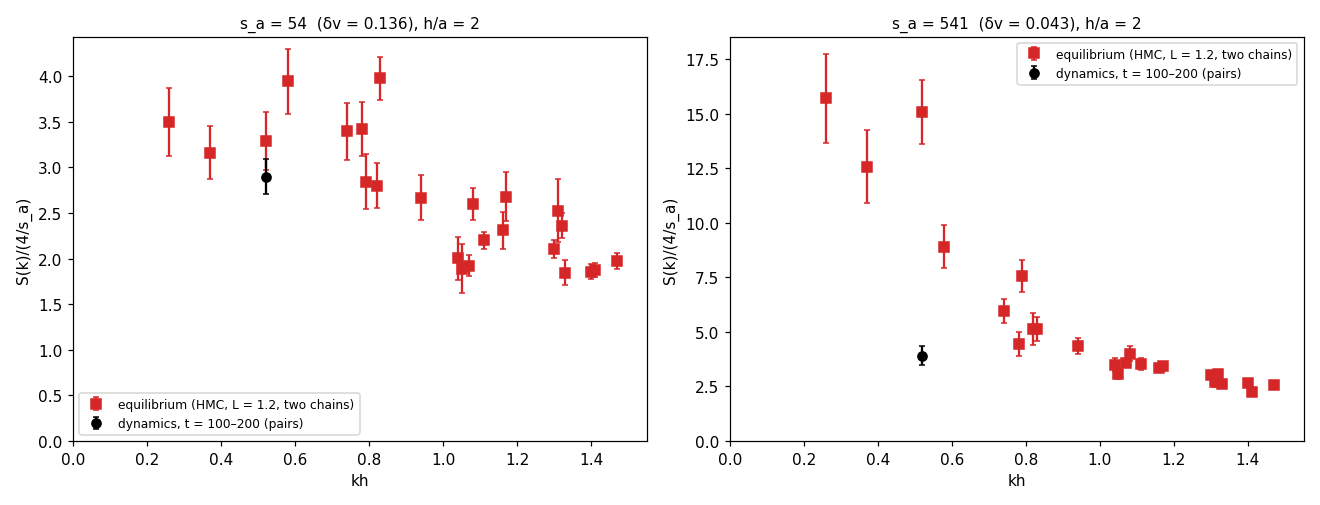 s_a = 54  (δv = 0.136), h/a = 2
S(k)/(4/s_a)
4.0
3.5
3.0
2.5
2.0
1.5
1.0
0.5
0.0
equilibrium (HMC, L = 1.2, two chains)
dynamics, t = 100–200 (pairs)
0.0 0.2 0.4 0.6 0.8 1.0 1.2 1.4
kh
s_a = 541  (δv = 0.043), h/a = 2
S(k)/(4/s_a)
17.5
15.0
12.5
10.0
7.5
5.0
2.5
0.0
equilibrium (HMC, L = 1.2, two chains)
dynamics, t = 100–200 (pairs)
0.0 0.2 0.4 0.6 0.8 1.0 1.2 1.4
kh